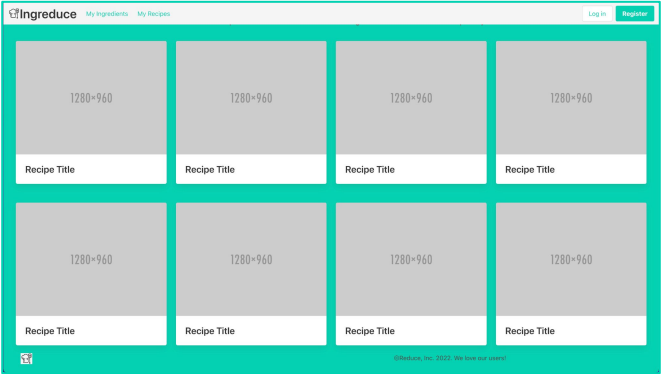 Ingreduce My Ingredients My Recipes Log in Register
1280×960 1280×960 1280×960 1280×960
Recipe Title Recipe Title Recipe Title Recipe Title
1280×960 1280×960 1280×960 1280×960
Recipe Title Recipe Title Recipe Title Recipe Title
©Reduce, Inc. 2022. We love our users!